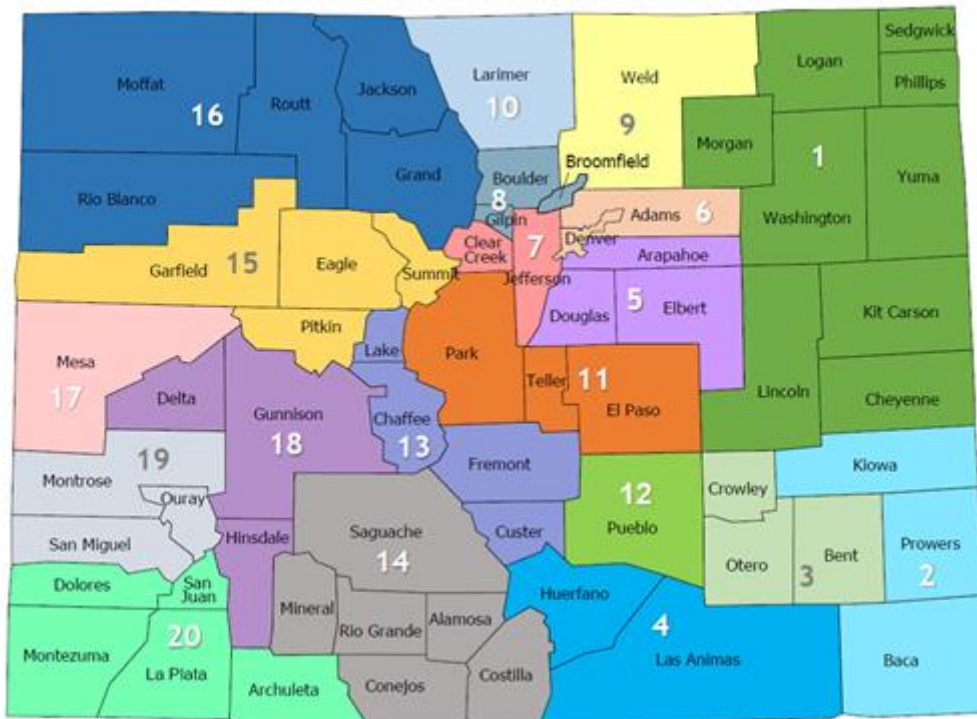 Sedgwick
Logan
Phillips
Moffat
Routt
Jackson
Larimer
Weld
16
10
9
Morgan
1
Yuma
Washington
Rio Blanco
Grand
Boulder
Broomfield
8
Gilpin
Adams
6
Clear
Creek
7
Denver
Arapahoe
Jefferson
Garfield
15
Eagle
Summit
5
Douglas
Elbert
Kit Carson
Pitkin
Lake
Park
Teller
11
El Paso
Lincoln
Cheyenne
Mesa
17
Delta
Gunnison
18
Chaffee
13
19
Montrose
Ouray
Fremont
12
Pueblo
Crowley
Kiowa
San Miguel
Hinsdale
Saguache
14
Custer
Otero
3
Bent
Prowers
2
Dolores
San
Juan
Mineral
Rio Grande
Alamosa
Huerfano
4
Las Animas
Baca
Montezuma
20
La Plata
Archuleta
Conejos
Costilla